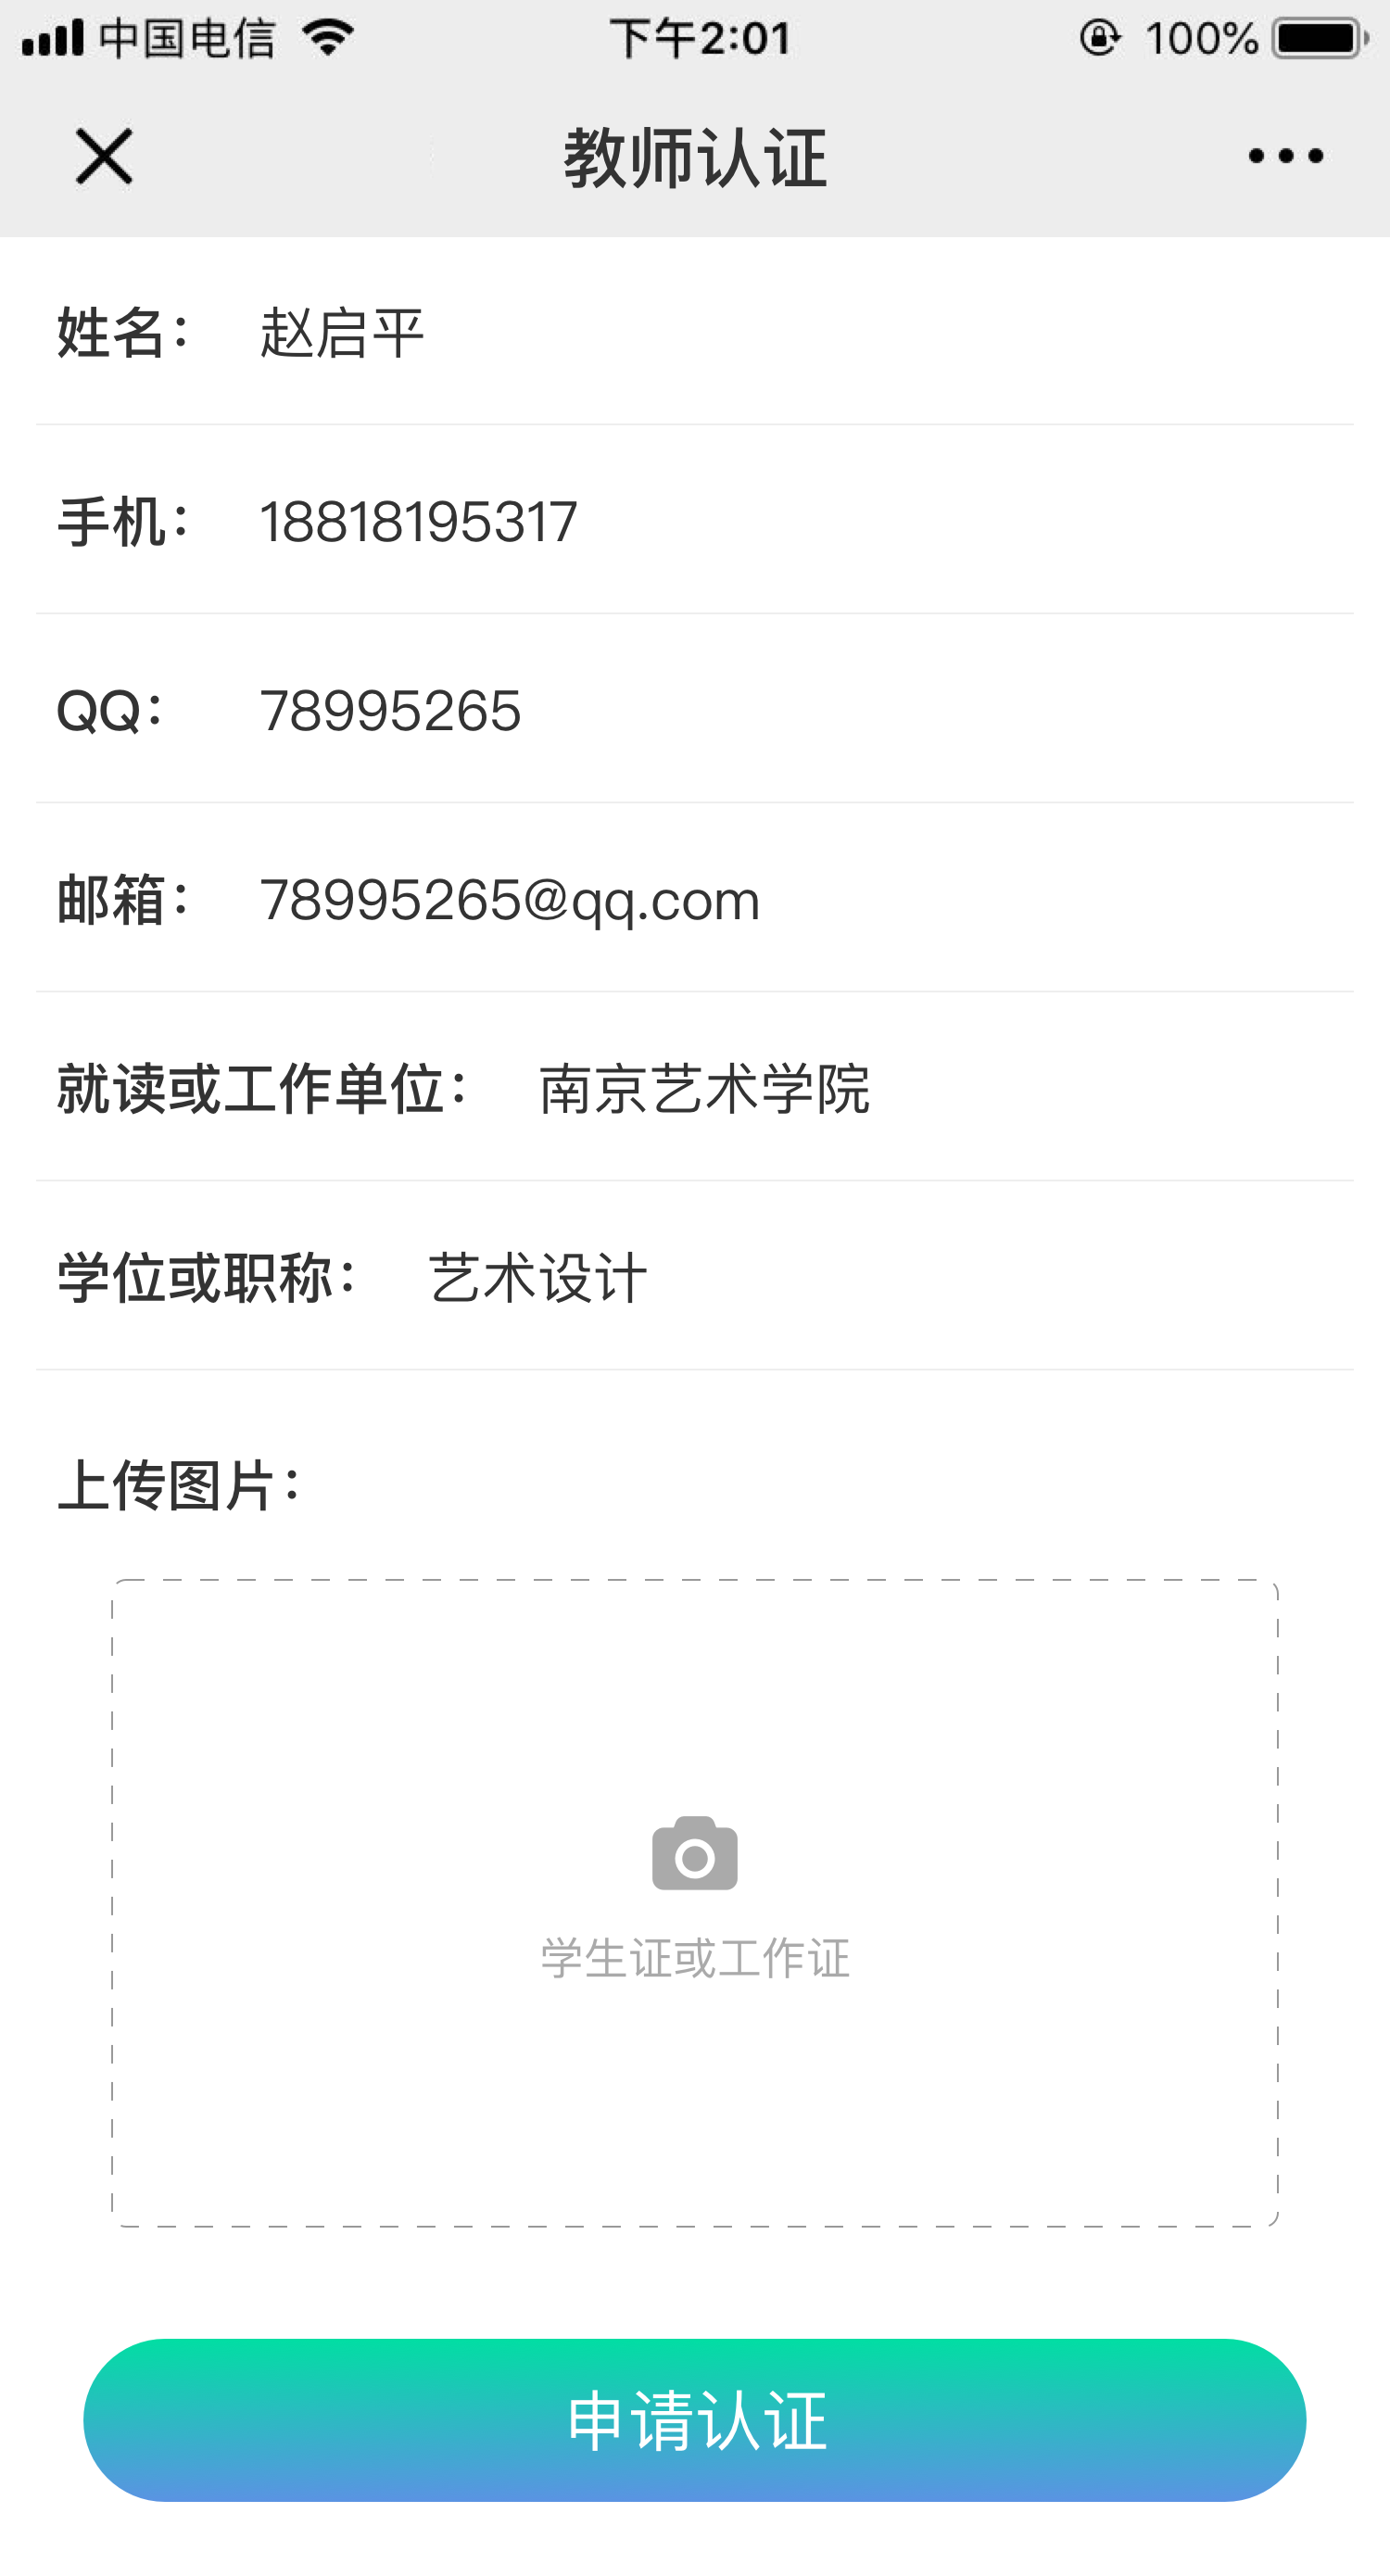 中国电信 下午2:01 100%
教师认证
姓名： 赵启平
手机： 18818195317
QQ： 78995265
邮箱： 78995265@qq.com
就读或工作单位： 南京艺术学院
学位或职称： 艺术设计
上传图片：
学生证或工作证
申请认证